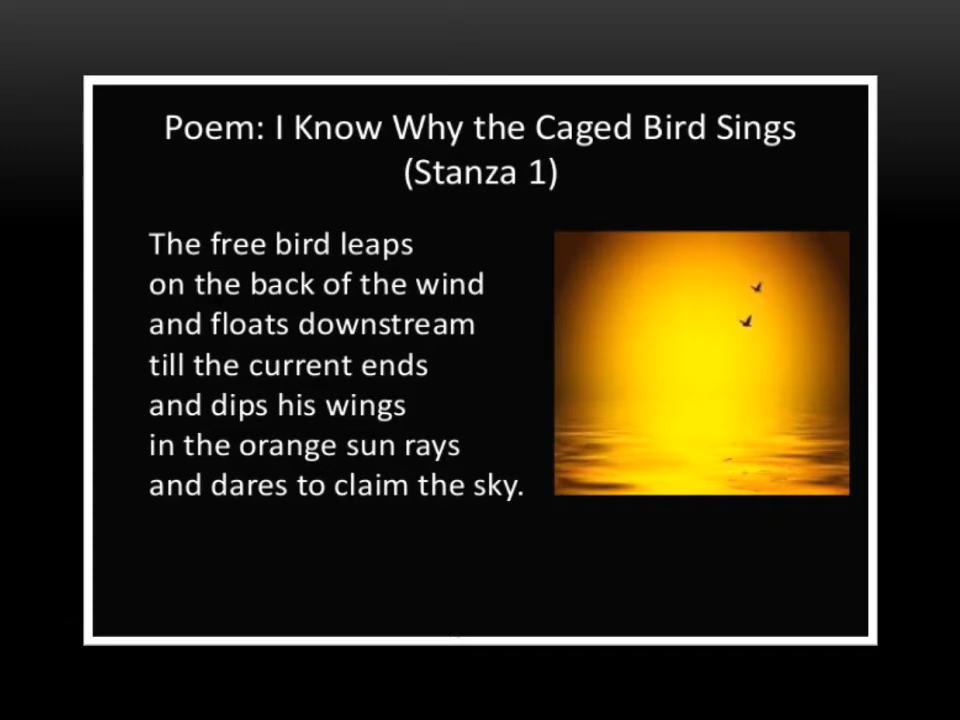 Poem: I Know Why the Caged Bird Sings
(Stanza 1)
The free bird leaps
on the back of the wind
and floats downstream
till the current ends
and dips his wings
in the orange sun rays
and dares to claim the sky.